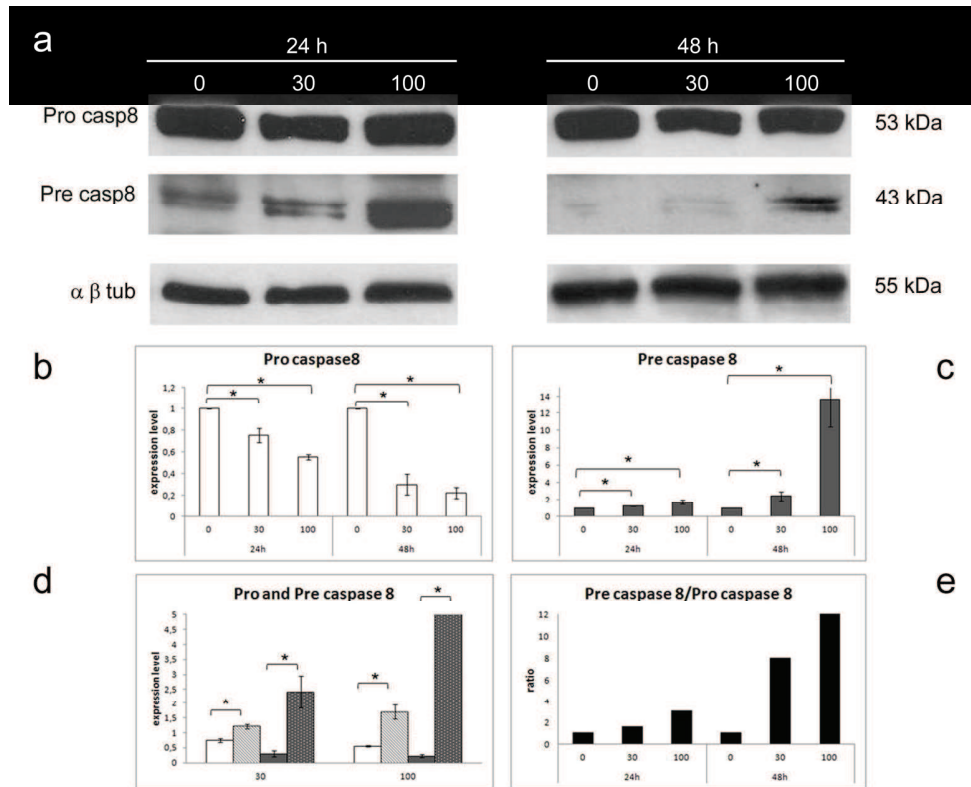 a
24 h 48 h
0 30 100 0 30 100
Pro casp8 53 kDa
Pre casp8 43 kDa
α β tub 55 kDa
b
Pro caspase8
expression level
1,2
1
0,8
0,6
0,4
0,2
0
* * * *
0 30 100 0 30 100
24h 48h
c
Pre caspase 8
expression level
14
12
10
8
6
4
2
0
* * * *
0 30 100 0 30 100
24h 48h
d
Pro and Pre caspase 8
expression level
5
4,5
4
3,5
3
2,5
2
1,5
1
0,5
0
* * * *
30 100
e
Pre caspase 8/Pro caspase 8
ratio
12
10
8
6
4
2
0
0 30 100 0 30 100
24h 48h